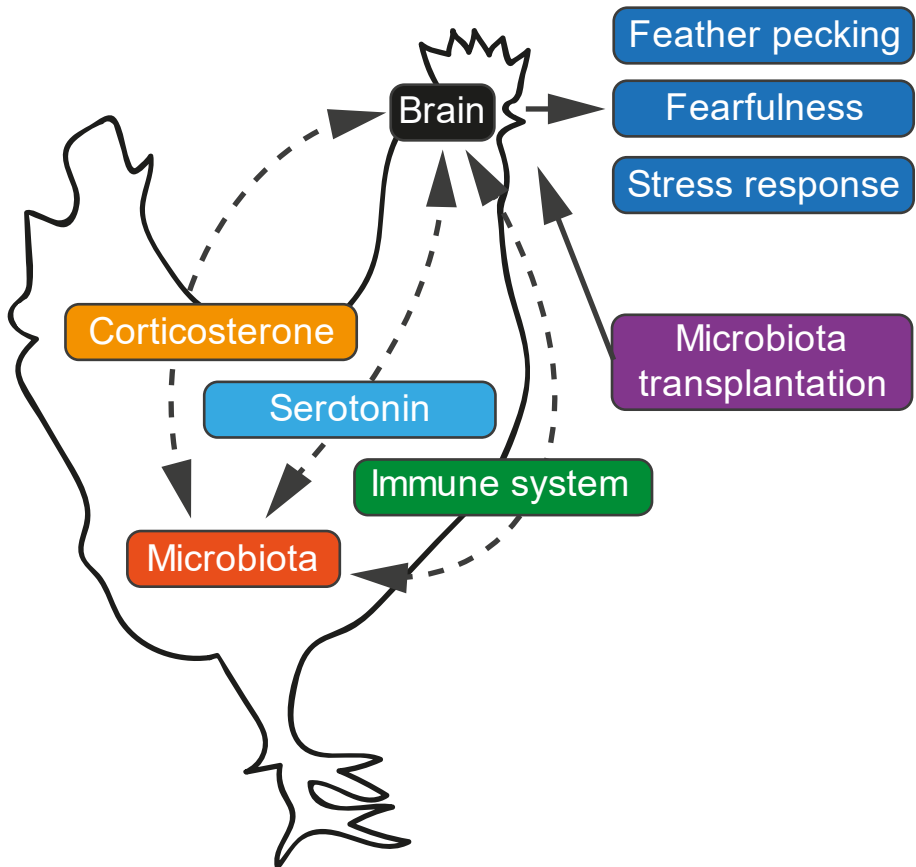 Feather pecking
Brain
Fearfulness
Stress response
Corticosterone
Microbiota
transplantation
Serotonin
Immune system
Microbiota